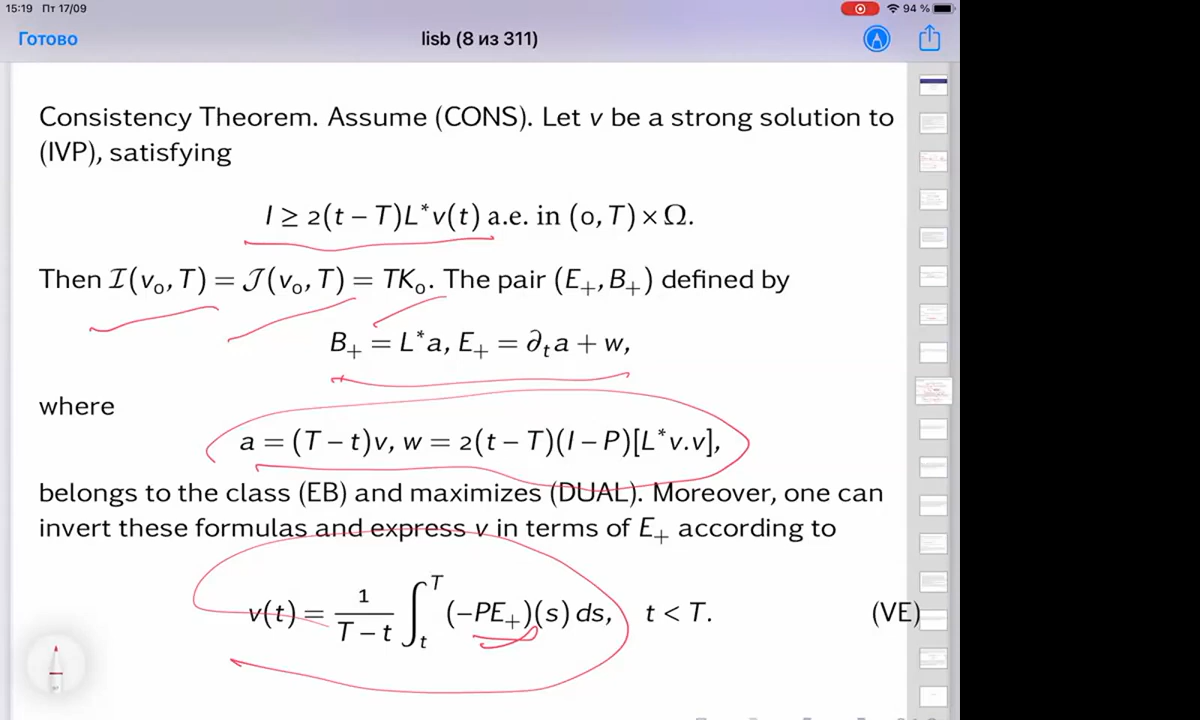 15:19 Пт 17/09 94 %
Готово lisb (8 из 311)
Consistency Theorem. Assume (CONS). Let v be a strong solution to
(IVP), satisfying
I ≥ 2(t − T)L*v(t) a.e. in (0, T) × Ω.
Then 𝓘(v₀, T) = 𝓙(v₀, T) = TK₀. The pair (E₊, B₊) defined by
B₊ = L*a, E₊ = ∂ₜa + w,
where
a = (T − t)v, w = 2(t − T)(I − P)[L*v.v],
belongs to the class (EB) and maximizes (DUAL). Moreover, one can
invert these formulas and express v in terms of E₊ according to
v(t) = 1/(T − t) ∫ₜᵀ (−PE₊)(s) ds, t < T. (VE)